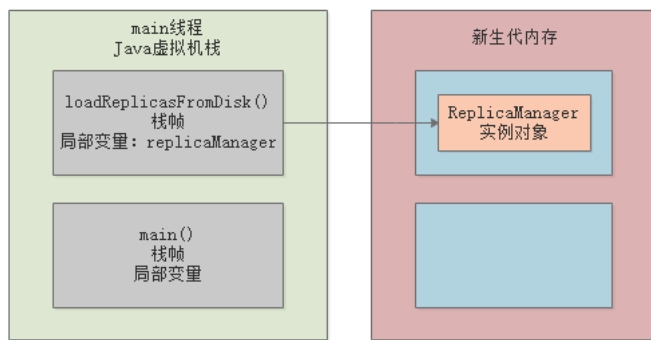 main线程
Java虚拟机栈
loadReplicasFromDisk()
栈帧
局部变量：replicaManager
main()
栈帧
局部变量
新生代内存
ReplicaManager
实例对象